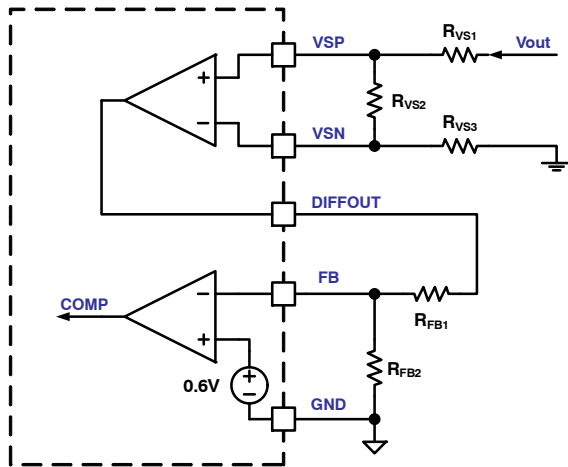 VSP
RVS1
Vout
+
RVS2
−
VSN
RVS3
DIFFOUT
FB
−
COMP
RFB1
+
+
RFB2
0.6V
−
GND